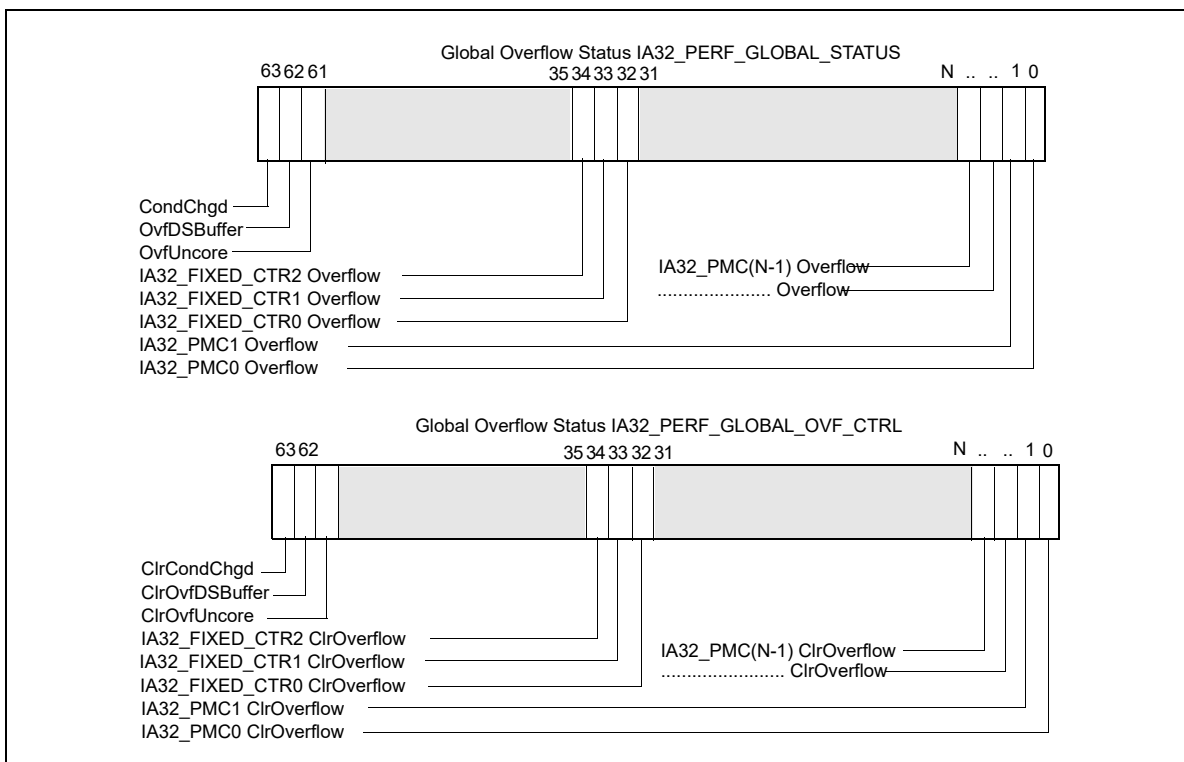 Global Overflow Status IA32_PERF_GLOBAL_STATUS
63 62 61 35 34 33 32 31 N .. .. 1 0
CondChgd
OvfDSBuffer
OvfUncore
IA32_FIXED_CTR2 Overflow
IA32_FIXED_CTR1 Overflow
IA32_FIXED_CTR0 Overflow
IA32_PMC1 Overflow
IA32_PMC0 Overflow
IA32_PMC(N-1) Overflow
....................... Overflow
Global Overflow Status IA32_PERF_GLOBAL_OVF_CTRL
63 62 35 34 33 32 31 N .. .. 1 0
ClrCondChgd
ClrOvfDSBuffer
ClrOvfUncore
IA32_FIXED_CTR2 ClrOverflow
IA32_FIXED_CTR1 ClrOverflow
IA32_FIXED_CTR0 ClrOverflow
IA32_PMC1 ClrOverflow
IA32_PMC0 ClrOverflow
IA32_PMC(N-1) ClrOverflow
......................... ClrOverflow